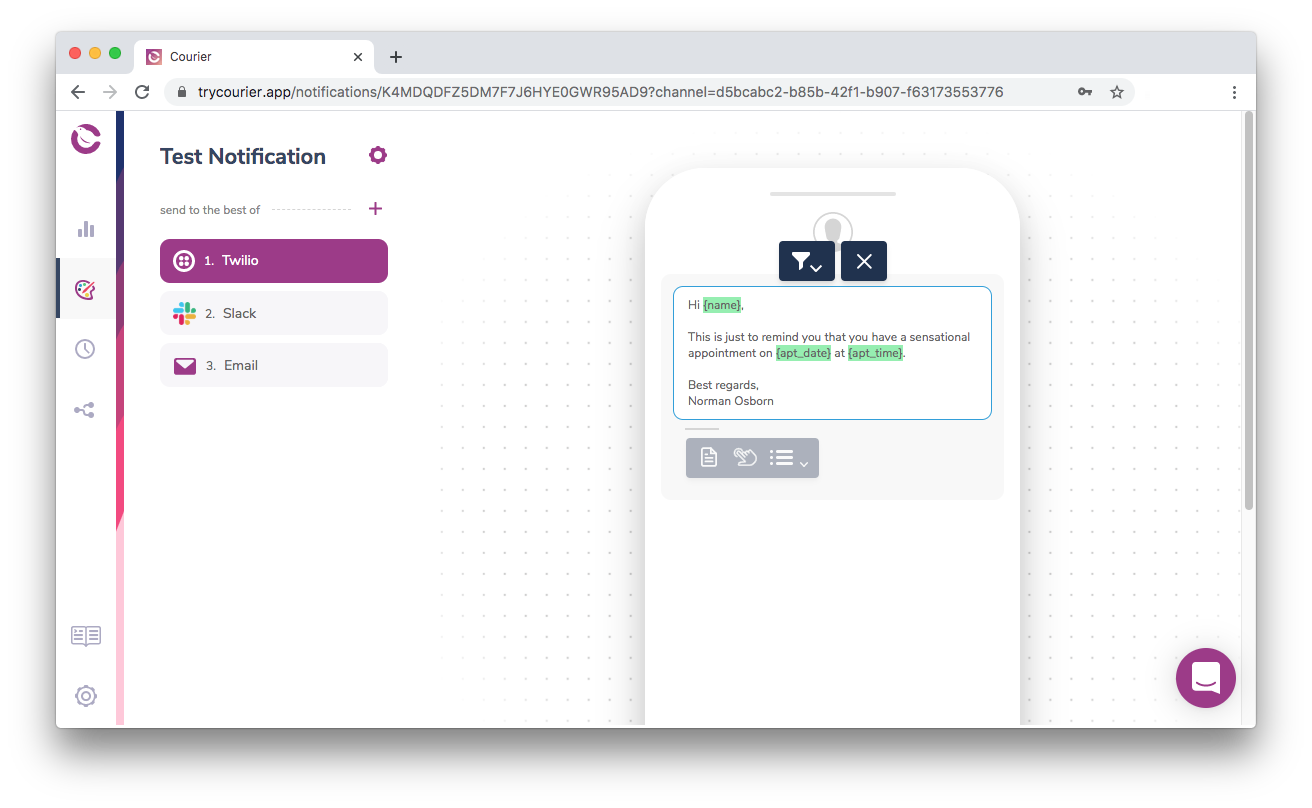 Courier
trycourier.app/notifications/K4MDQDFZ5DM7F7J6HYE0GWR95AD9?channel=d5bcabc2-b85b-42f1-b907-f63173553776
Test Notification
send to the best of
1. Twilio
2. Slack
3. Email
Hi {name},
This is just to remind you that you have a sensational
appointment on {apt_date} at {apt_time}.
Best regards,
Norman Osborn